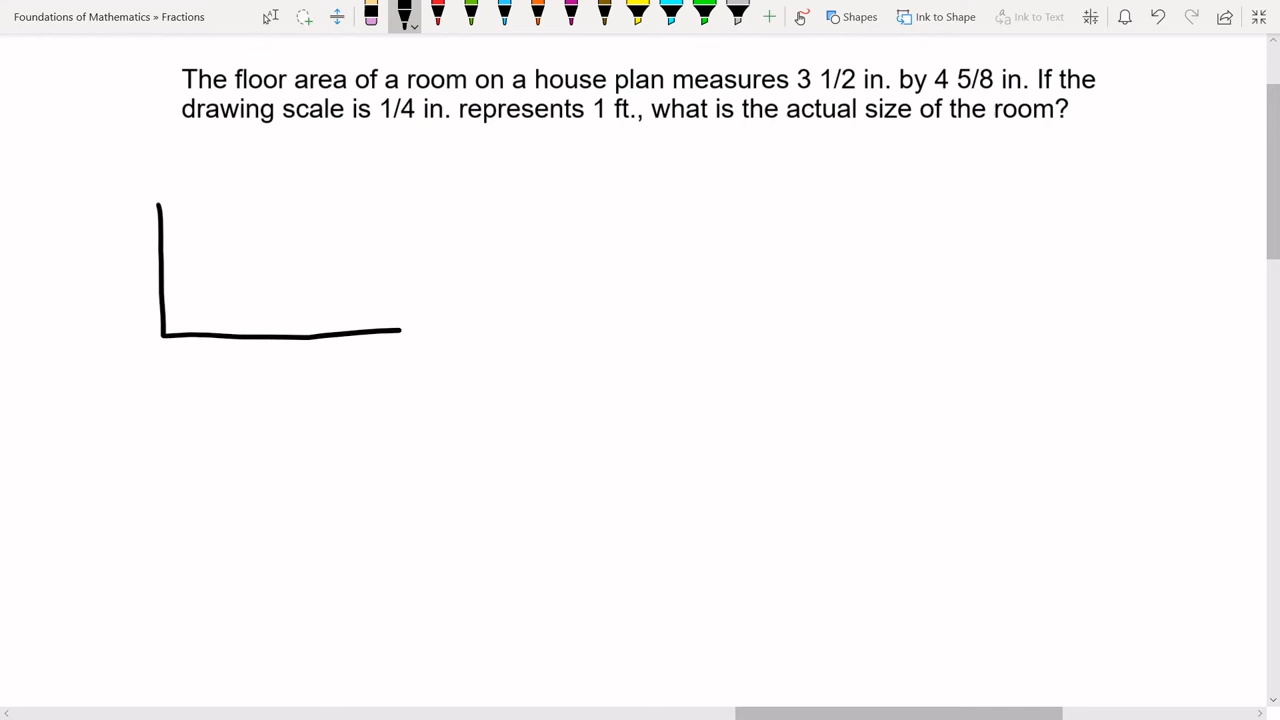 Foundations of Mathematics » Fractions
Shapes
Ink to Shape
Ink to Text
The floor area of a room on a house plan measures 3 1/2 in. by 4 5/8 in. If the
drawing scale is 1/4 in. represents 1 ft., what is the actual size of the room?